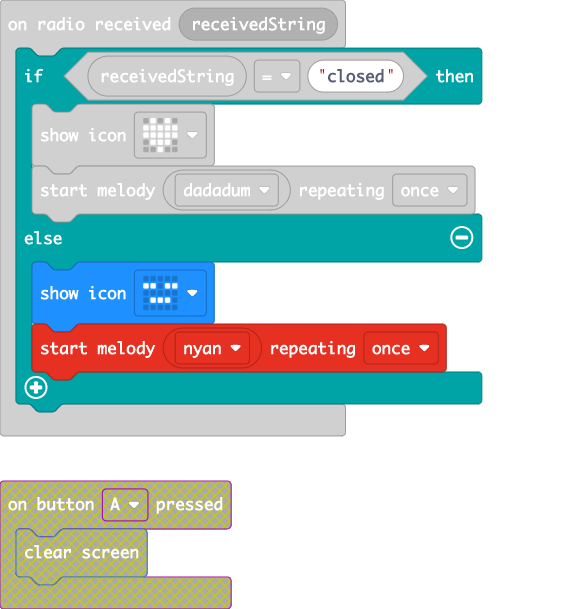 on radio received receivedString
if receivedString = "closed" then
show icon
start melody dadadum repeating once
else
show icon
start melody nyan repeating once
on button A pressed
clear screen